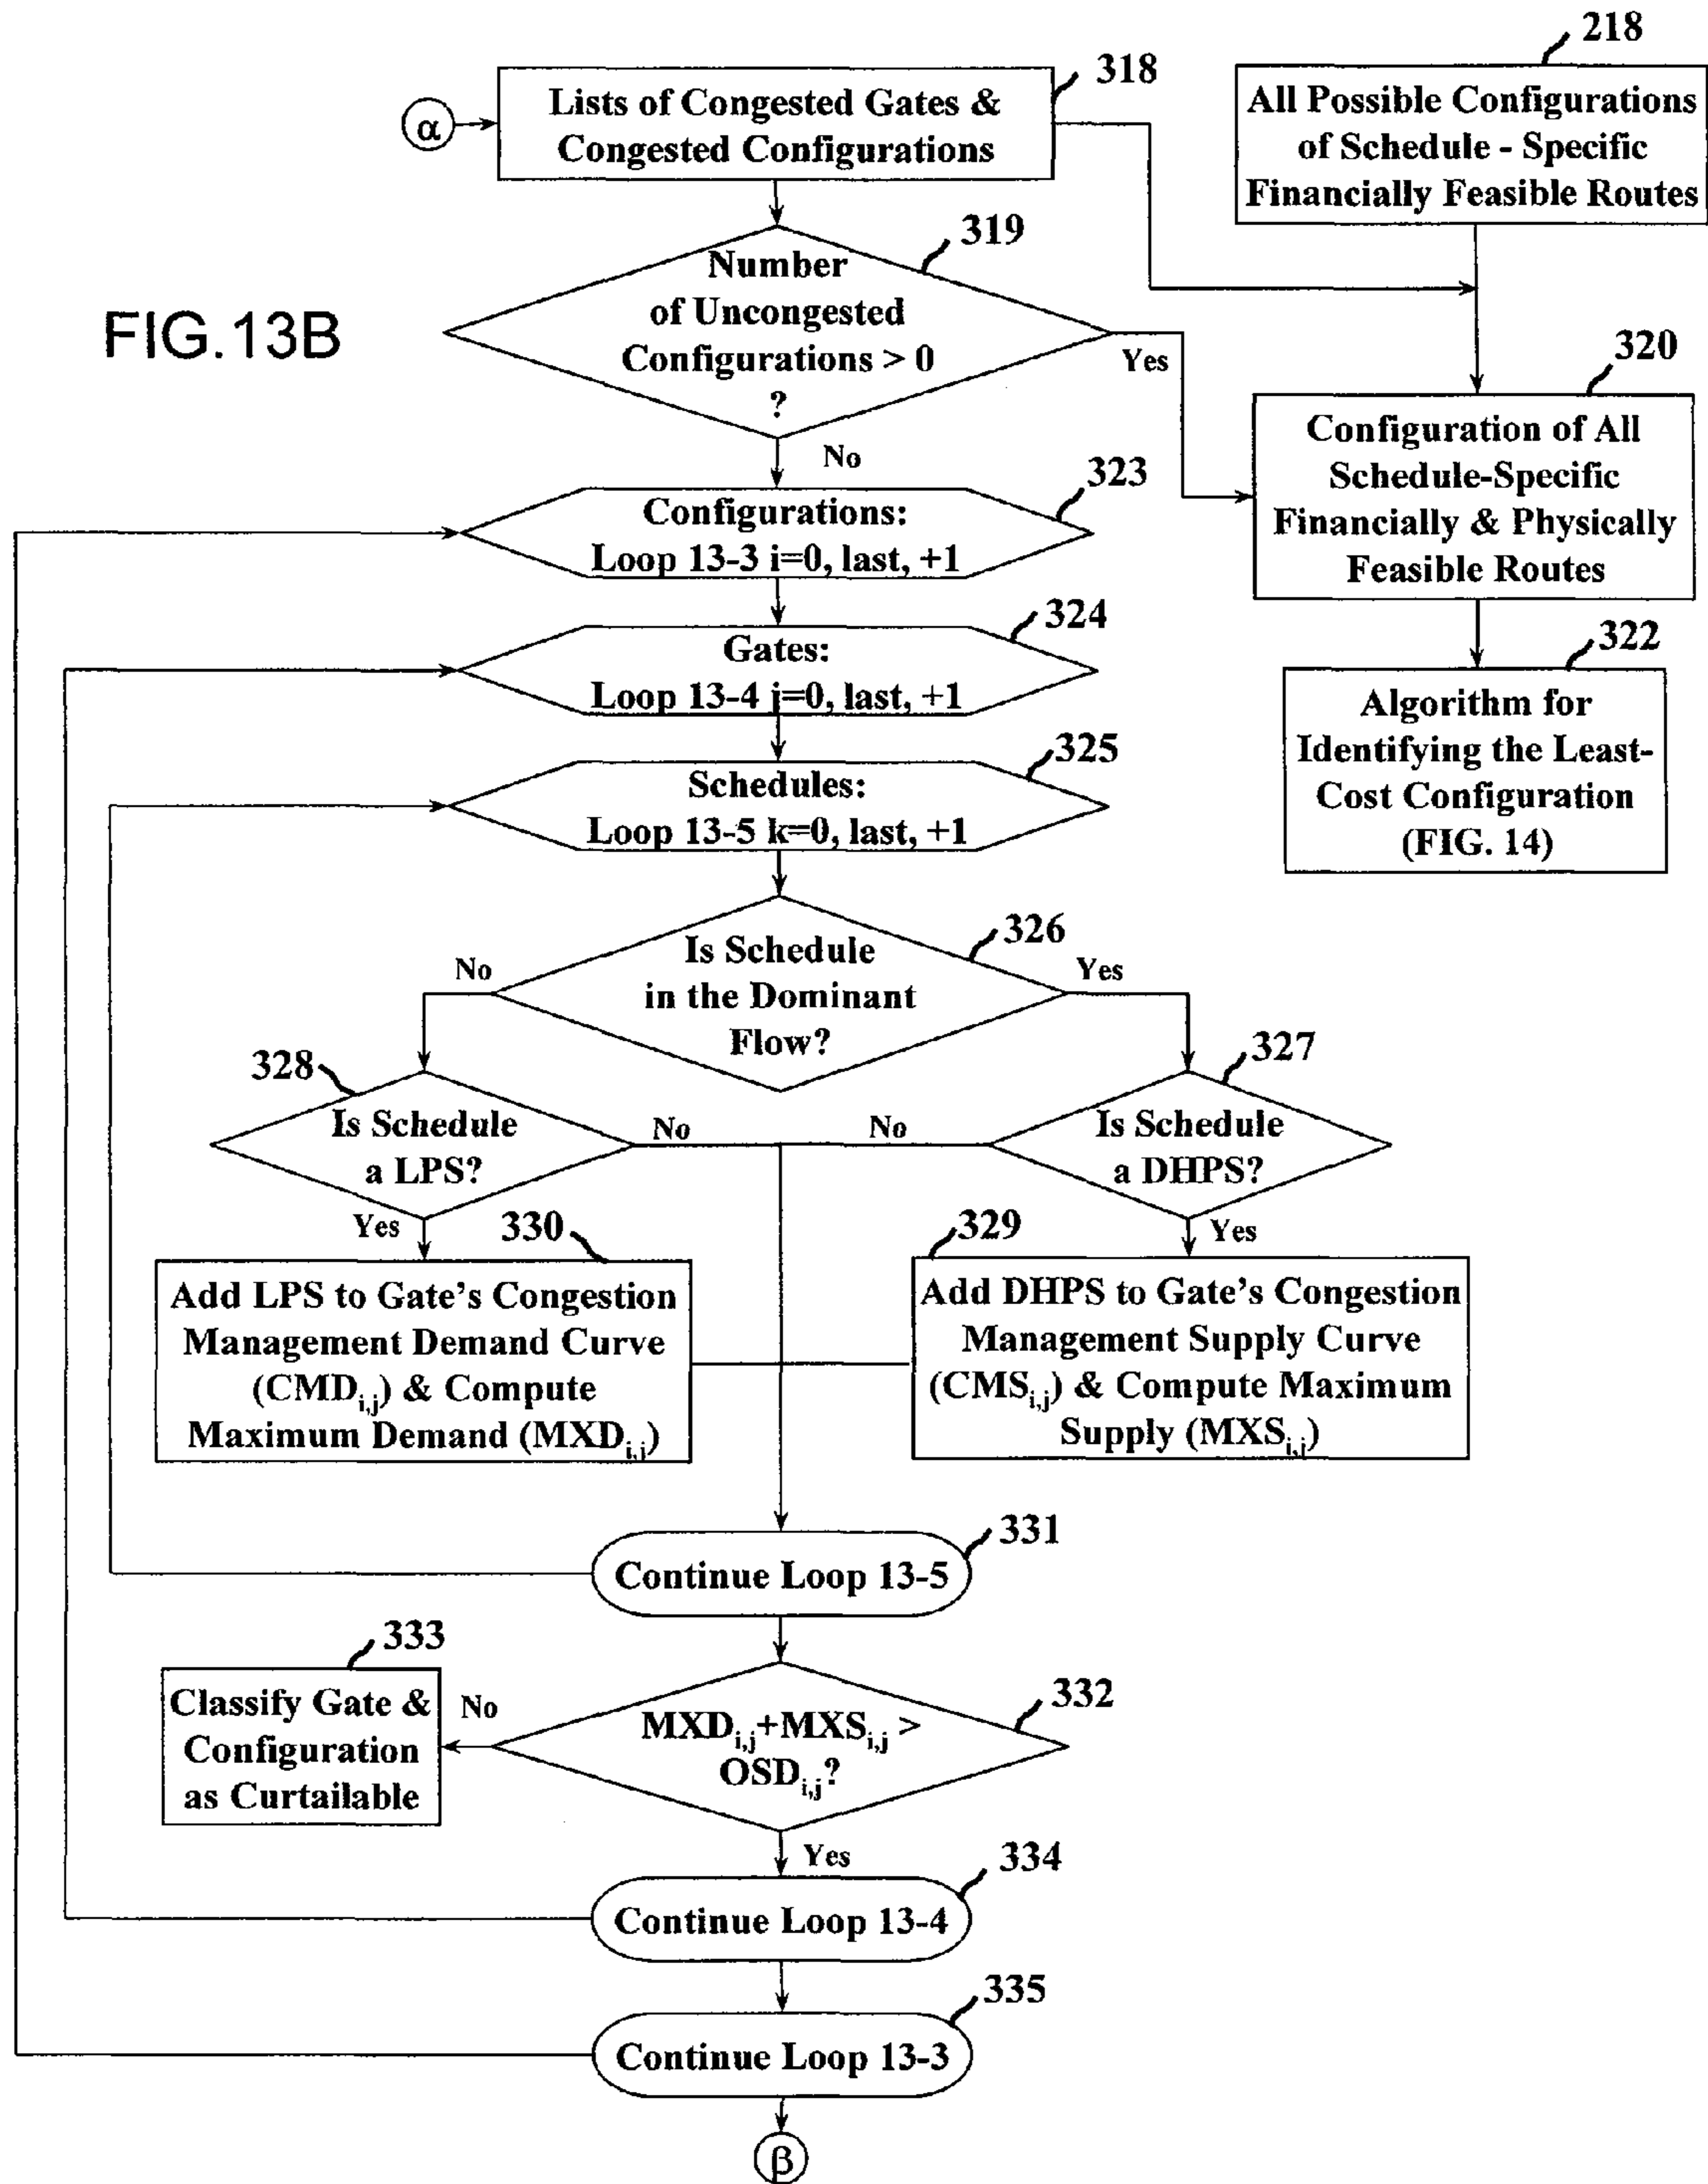 218
318
α
Lists of Congested Gates &
Congested Configurations
All Possible Configurations
of Schedule - Specific
Financially Feasible Routes
319
Number
of Uncongested
Configurations > 0
?
FIG.13B
Yes
No
320
Configuration of All
Schedule-Specific
Financially & Physically
Feasible Routes
323
Configurations:
Loop 13-3 i=0, last, +1
324
Gates:
Loop 13-4 j=0, last, +1
322
Algorithm for
Identifying the Least-
Cost Configuration
(FIG. 14)
325
Schedules:
Loop 13-5 k=0, last, +1
326
Is Schedule
in the Dominant
Flow?
No
Yes
328
Is Schedule
a LPS?
No
Yes
327
Is Schedule
a DHPS?
No
Yes
330
Add LPS to Gate's Congestion
Management Demand Curve
(CMDi,j) & Compute
Maximum Demand (MXDi,j)
329
Add DHPS to Gate's Congestion
Management Supply Curve
(CMSi,j) & Compute Maximum
Supply (MXSi,j)
331
Continue Loop 13-5
333
Classify Gate &
Configuration
as Curtailable
No
332
MXDi,j+MXSi,j >
OSDi,j?
Yes
334
Continue Loop 13-4
335
Continue Loop 13-3
β